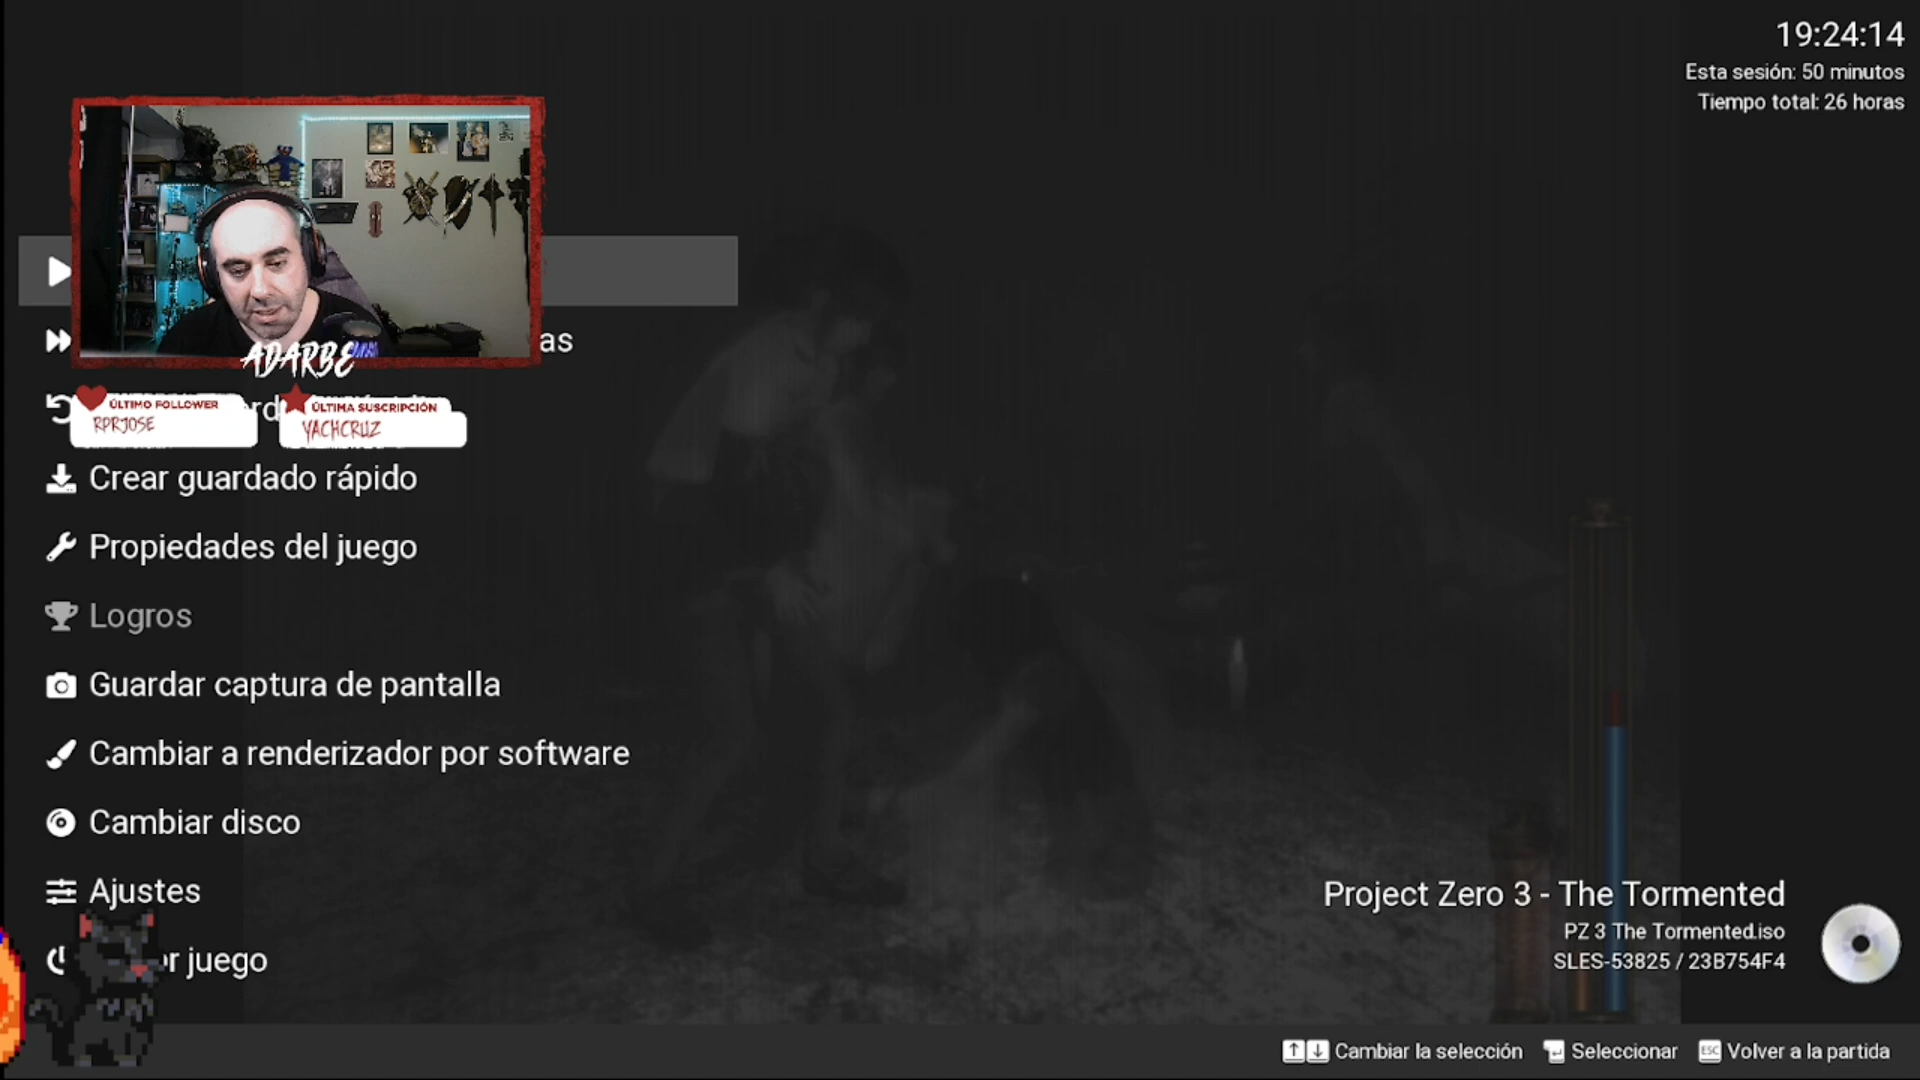 19:24:14
Esta sesión: 50 minutos
Tiempo total: 26 horas
as
ADARBE
ÚLTIMO FOLLOWER
RPRJOSE
ÚLTIMA SUSCRIPCIÓN
YACHCRUZ
Crear guardado rápido
Propiedades del juego
Logros
Guardar captura de pantalla
Cambiar a renderizador por software
Cambiar disco
Ajustes
r juego
Project Zero 3 - The Tormented
PZ 3 The Tormented.iso
SLES-53825 / 23B754F4
Cambiar la selección
Seleccionar
ESC Volver a la partida